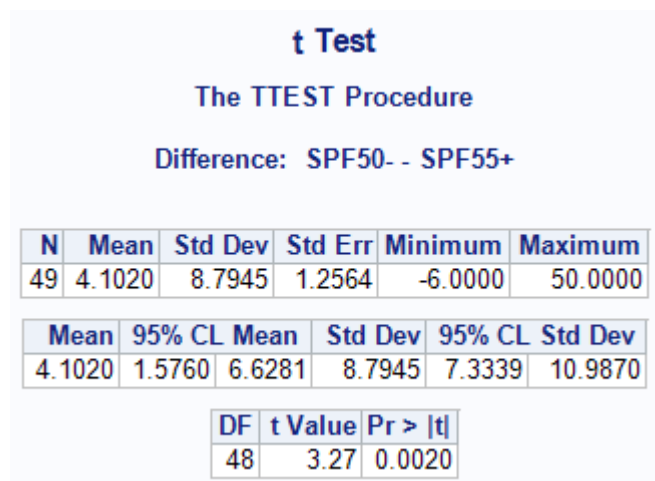 t Test
The TTEST Procedure
Difference: SPF50- - SPF55+
N Mean Std Dev Std Err Minimum Maximum
49 4.1020 8.7945 1.2564 -6.0000 50.0000
Mean 95% CL Mean Std Dev 95% CL Std Dev
4.1020 1.5760 6.6281 8.7945 7.3339 10.9870
DF t Value Pr > |t|
48 3.27 0.0020